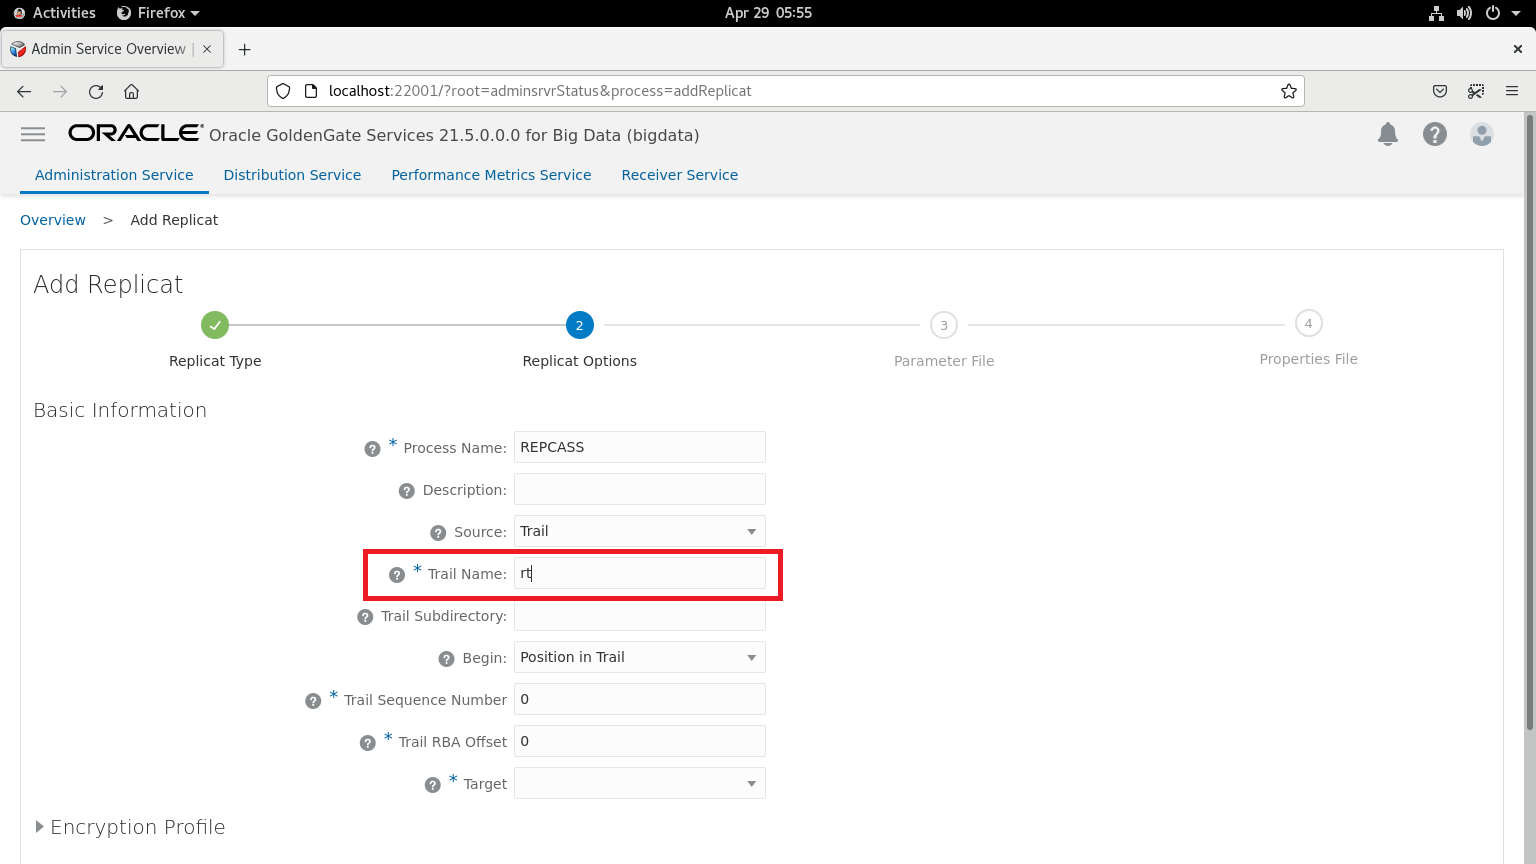 Activities Firefox Apr 29 05:55
Admin Service Overview |
localhost:22001/?root=adminsrvrStatus&process=addReplicat
ORACLE® Oracle GoldenGate Services 21.5.0.0.0 for Big Data (bigdata)
Administration Service Distribution Service Performance Metrics Service Receiver Service
Overview > Add Replicat
Add Replicat
2 3 4
Replicat Type Replicat Options Parameter File Properties File
Basic Information
? * Process Name: REPCASS
? Description:
? Source: Trail
? * Trail Name: rt
? Trail Subdirectory:
? Begin: Position in Trail
? * Trail Sequence Number 0
? * Trail RBA Offset 0
? * Target
Encryption Profile